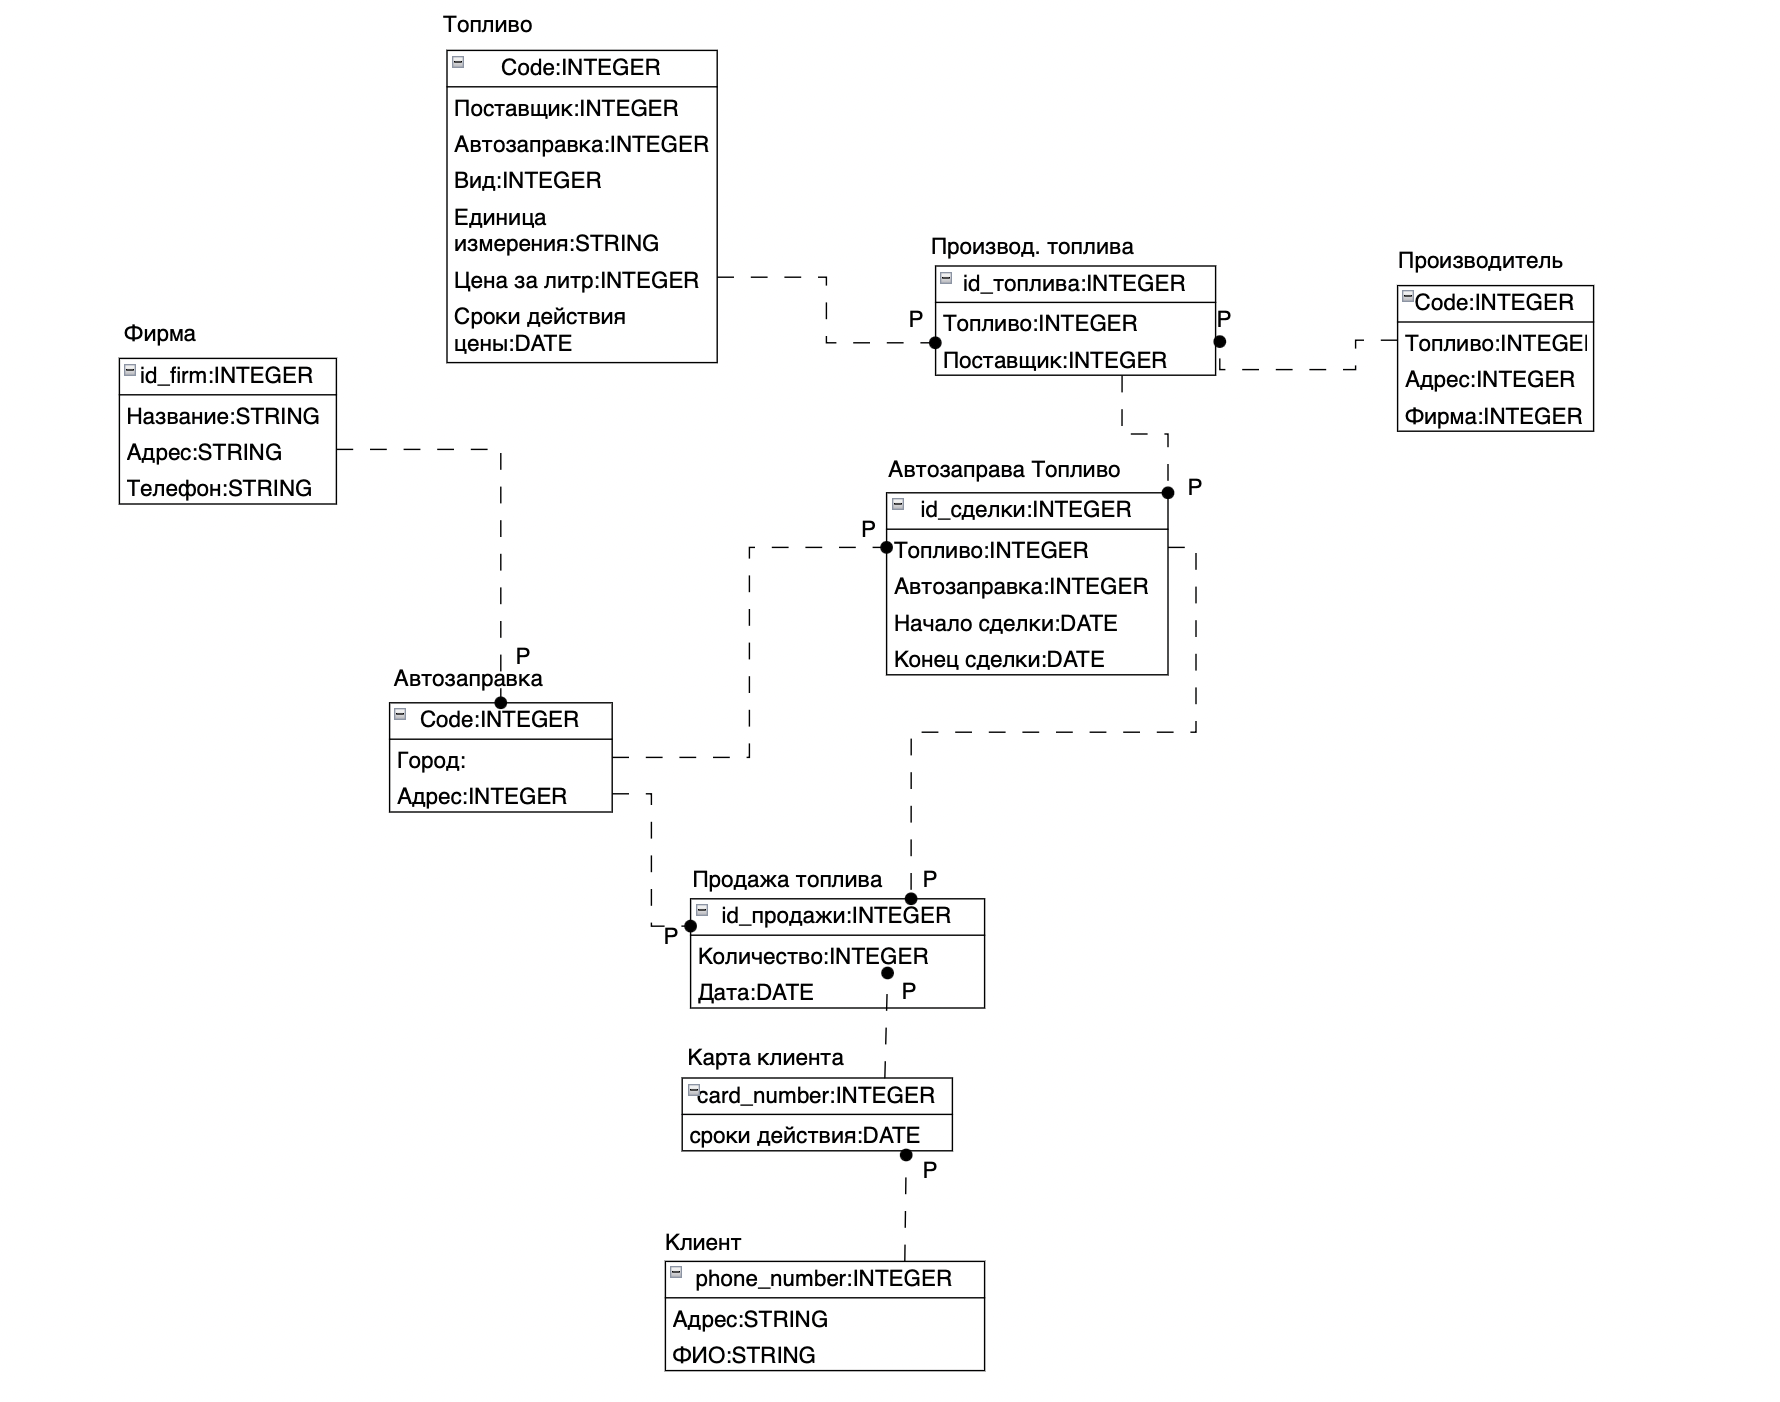 Топливо
Code:INTEGER
Поставщик:INTEGER
Автозаправка:INTEGER
Вид:INTEGER
Единица
измерения:STRING
Цена за литр:INTEGER
Сроки действия
цены:DATE
Производ. топлива
id_топлива:INTEGER
P
Топливо:INTEGER
P
Поставщик:INTEGER
Производитель
Code:INTEGER
Топливо:INTEGEI
Адрес:INTEGER
Фирма:INTEGER
Фирма
id_firm:INTEGER
Название:STRING
Адрес:STRING
Телефон:STRING
Автозаправа Топливо
P
id_сделки:INTEGER
P
Топливо:INTEGER
Автозаправка:INTEGER
Начало сделки:DATE
Конец сделки:DATE
P
Автозаправка
Code:INTEGER
Город:
Адрес:INTEGER
Продажа топлива
P
id_продажи:INTEGER
P
Количество:INTEGER
Дата:DATE
P
Карта клиента
card_number:INTEGER
сроки действия:DATE
P
Клиент
phone_number:INTEGER
Адрес:STRING
ФИО:STRING